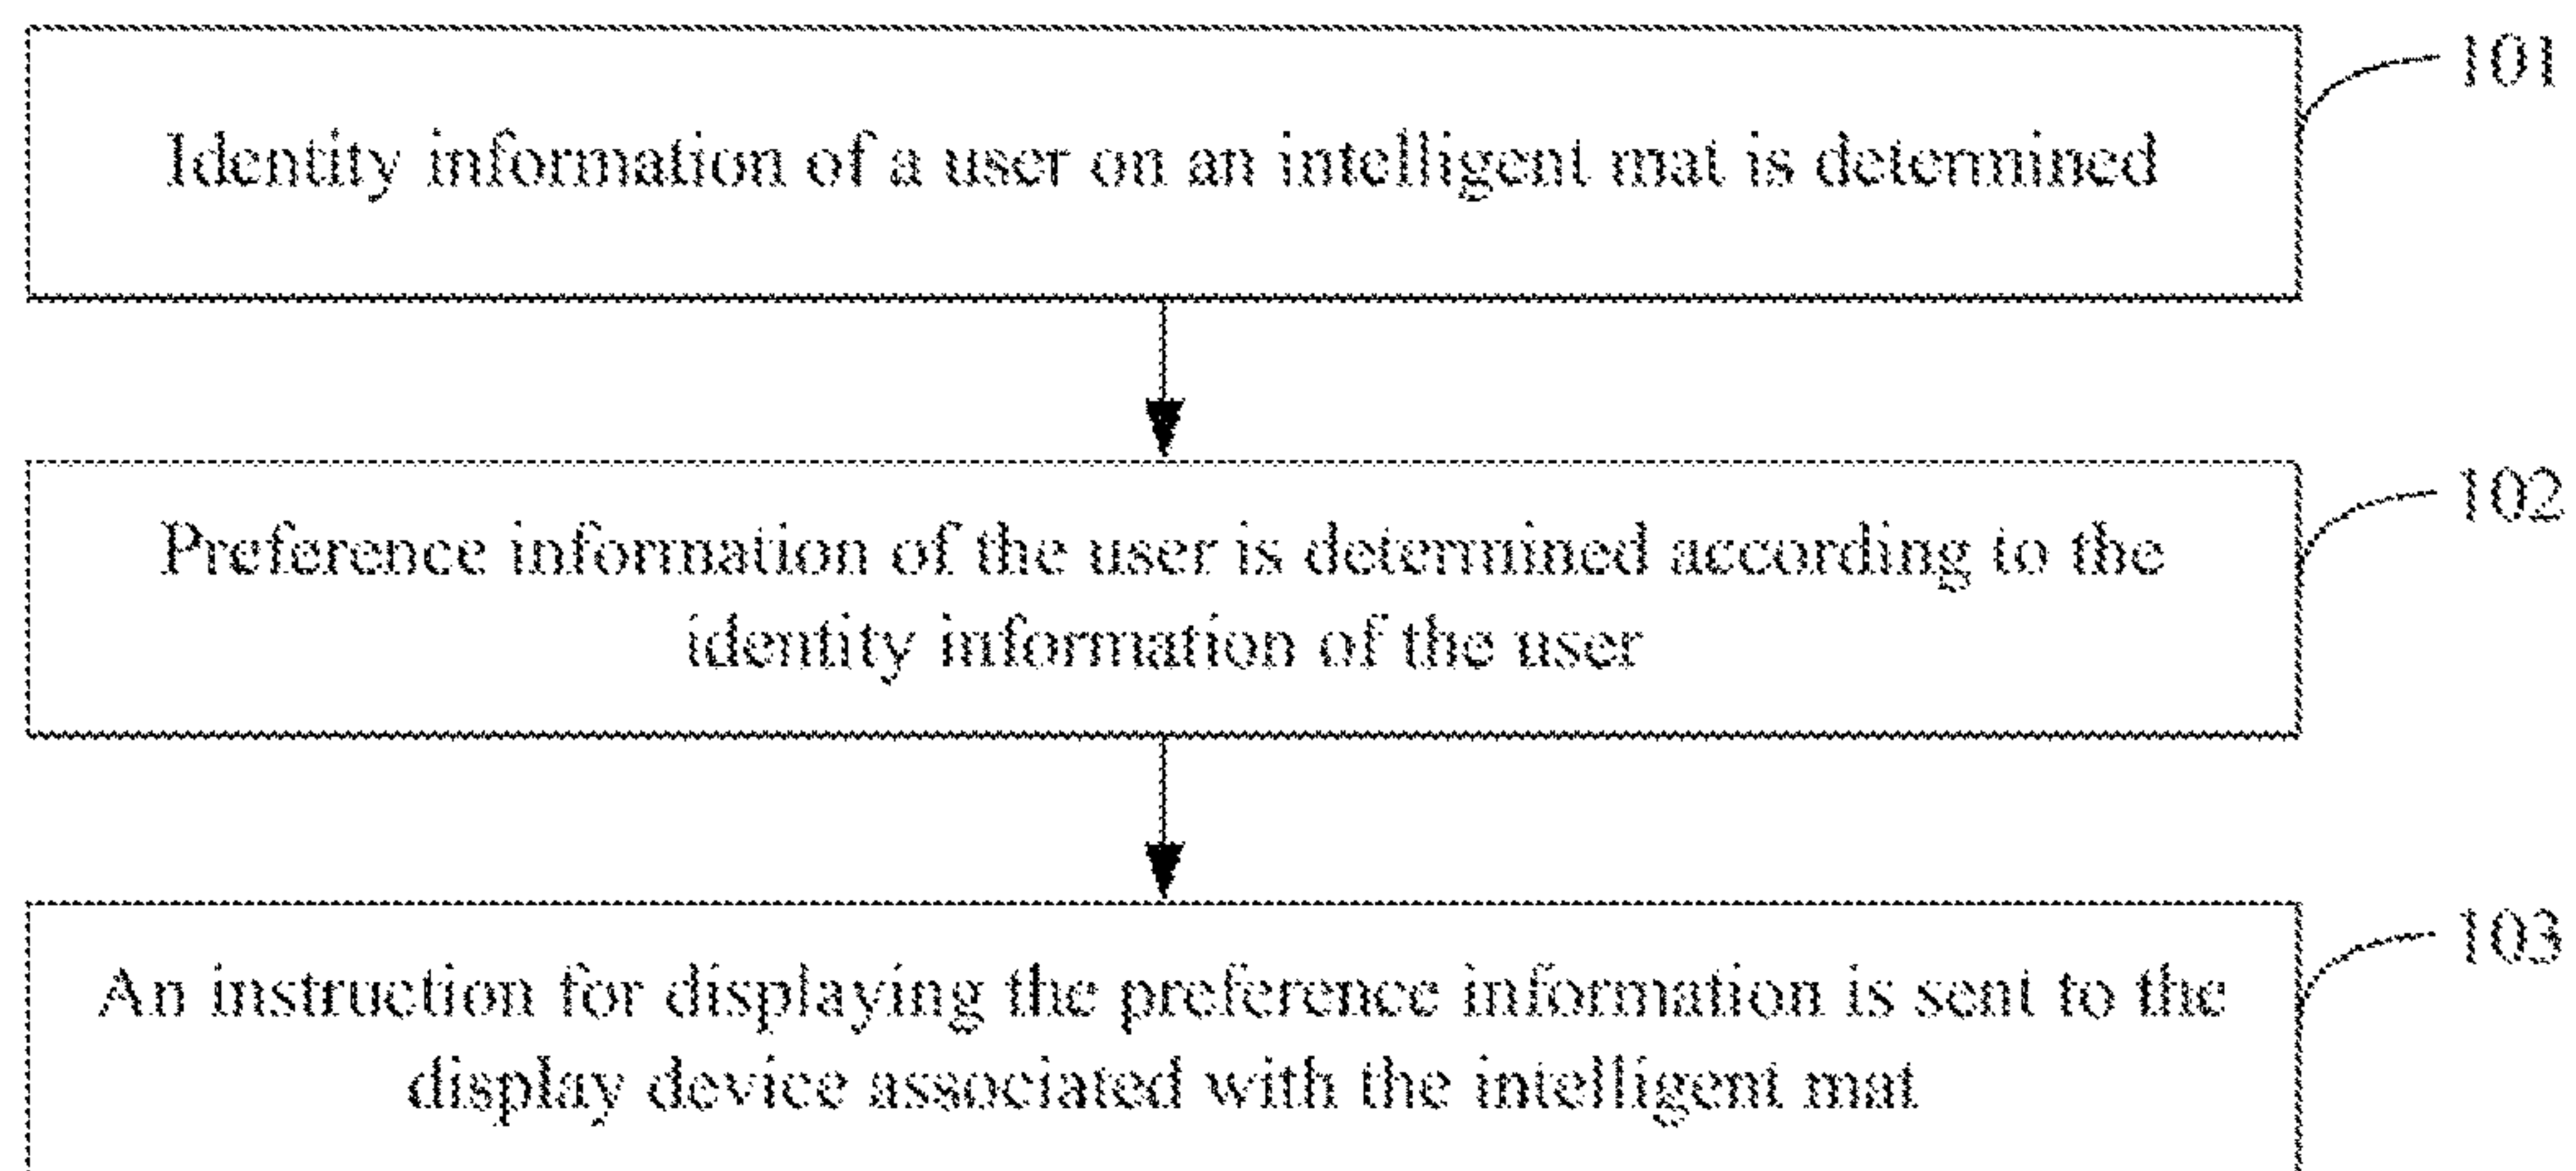 101
Identity information of a user on an intelligent mat is determined
102
Preference information of the user is determined according to the
identity information of the user
103
An instruction for displaying the preference information is sent to the
display device associated with the intelligent mat